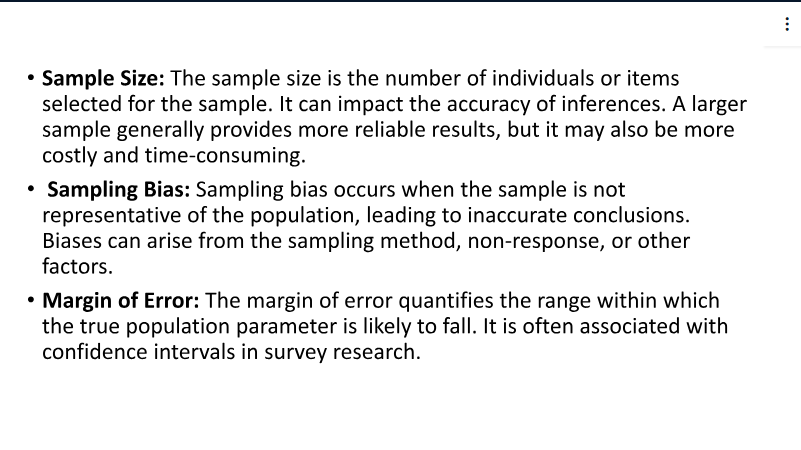 • Sample Size: The sample size is the number of individuals or items
selected for the sample. It can impact the accuracy of inferences. A larger
sample generally provides more reliable results, but it may also be more
costly and time-consuming.
• Sampling Bias: Sampling bias occurs when the sample is not
representative of the population, leading to inaccurate conclusions.
Biases can arise from the sampling method, non-response, or other
factors.
• Margin of Error: The margin of error quantifies the range within which
the true population parameter is likely to fall. It is often associated with
confidence intervals in survey research.